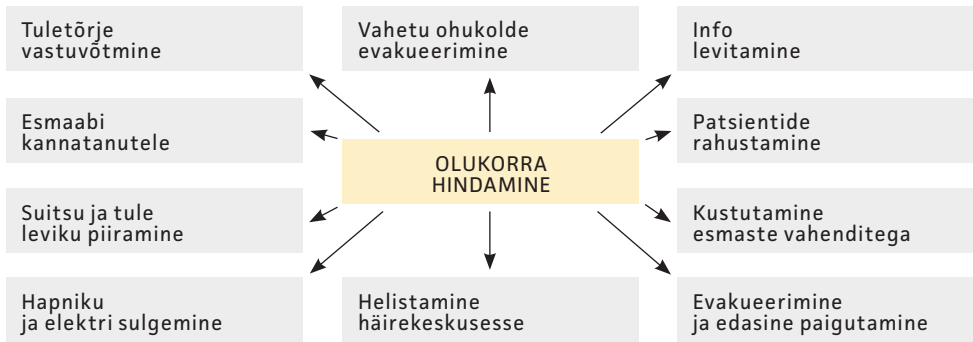 Tuletõrje
vastuvõtmine
Vahetu ohukolde
evakueerimine
Info
levitamine
Esmaabi
kannatanutele
Patsientide
rahustamine
OLUKORRA
HINDAMINE
Suitsu ja tule
leviku piiramine
Kustutamine
esmaste vahenditega
Hapniku
ja elektri sulgemine
Helistamine
häirekeskusesse
Evakueerimine
ja edasine paigutamine